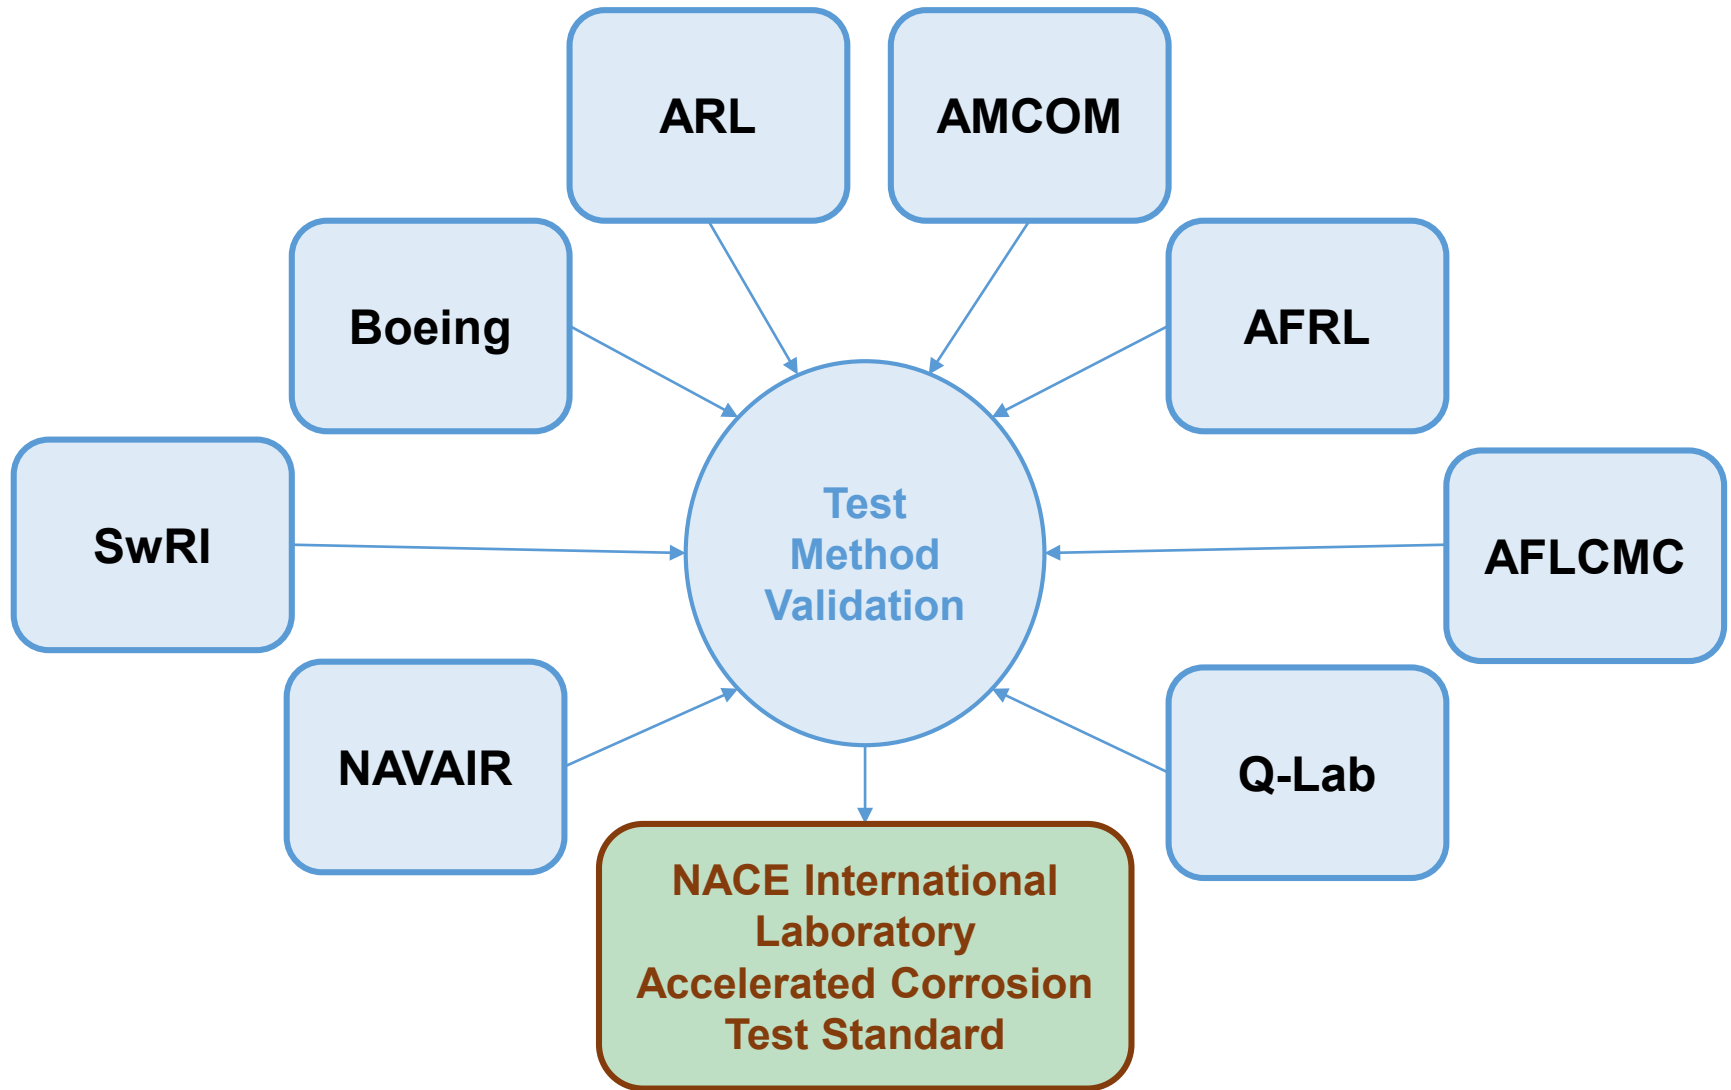 ARL
AMCOM
Boeing
AFRL
SwRI
Test
Method
Validation
AFLCMC
NAVAIR
Q-Lab
NACE International
Laboratory
Accelerated Corrosion
Test Standard